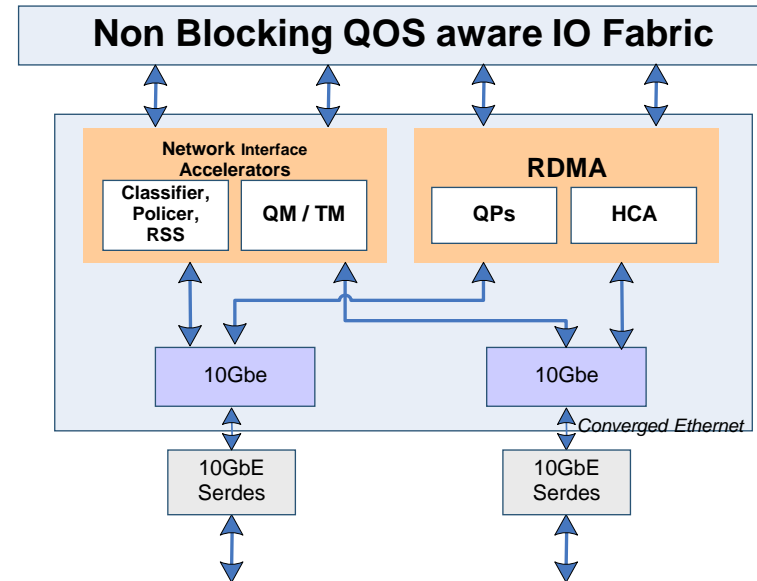 Non Blocking QOS aware IO Fabric
Network Interface
Accelerators
RDMA
Classifier,
Policer,
RSS
QM / TM
QPs
HCA
10Gbe
10Gbe
Converged Ethernet
10GbE
Serdes
10GbE
Serdes